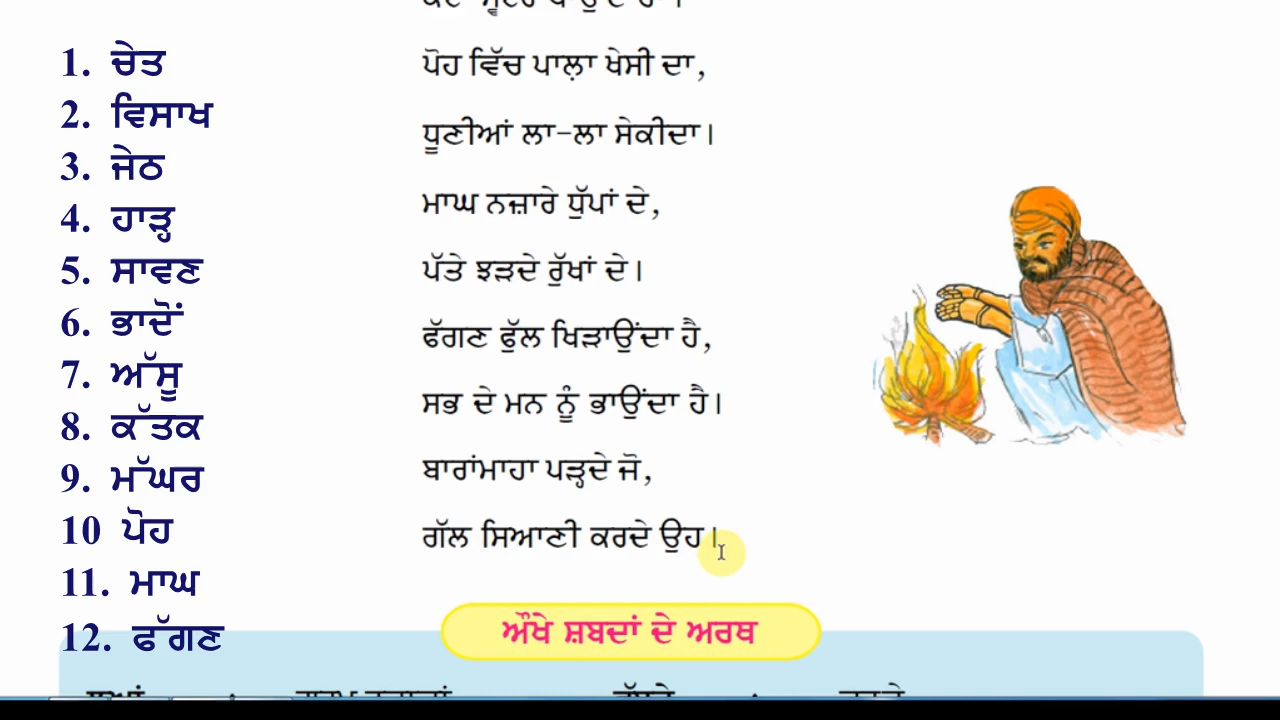 1. ਚੇਤ
2. ਵਿਸਾਖ
3. ਜੇਠ
4. ਹਾੜ੍ਹ
5. ਸਾਵਣ
6. ਭਾਦੋਂ
7. ਅੱਸੂ
8. ਕੱਤਕ
9. ਮੱਘਰ
10 ਪੋਹ
11. ਮਾਘ
12. ਫੱਗਣ
ਪੋਹ ਵਿੱਚ ਪਾਲ਼ਾ ਖੇਸੀ ਦਾ,
ਧੂਣੀਆਂ ਲਾ-ਲਾ ਸੇਕੀਦਾ।
ਮਾਘ ਨਜ਼ਾਰੇ ਧੁੱਪਾਂ ਦੇ,
ਪੱਤੇ ਝੜਦੇ ਰੁੱਖਾਂ ਦੇ।
ਫੱਗਣ ਫੁੱਲ ਖਿੜਾਉਂਦਾ ਹੈ,
ਸਭ ਦੇ ਮਨ ਨੂੰ ਭਾਉਂਦਾ ਹੈ।
ਬਾਰਾਂਮਾਹਾ ਪੜ੍ਹਦੇ ਜੋ,
ਗੱਲ ਸਿਆਣੀ ਕਰਦੇ ਉਹ।
ਔਖੇ ਸ਼ਬਦਾਂ ਦੇ ਅਰਥ